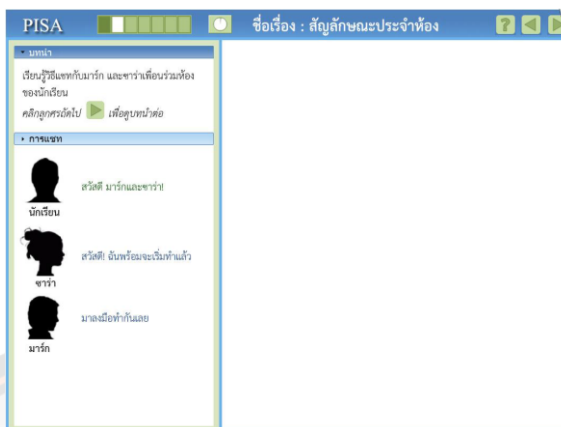 PISA
ชื่อเรื่อง : สัญลักษณะประจำห้อง
?
บทนำ
เรียนรู้วิธีแชทกับมาร์ก และซาร่าเพื่อนร่วมห้อง
ของนักเรียน
คลิกลูกศรถัดไป เพื่อดูบทนำต่อ
การแชท
สวัสดี มาร์กและซาร่า!
นักเรียน
สวัสดี! ฉันพร้อมจะเริ่มทำแล้ว
ซาร่า
มาลงมือทำกันเลย
มาร์ก